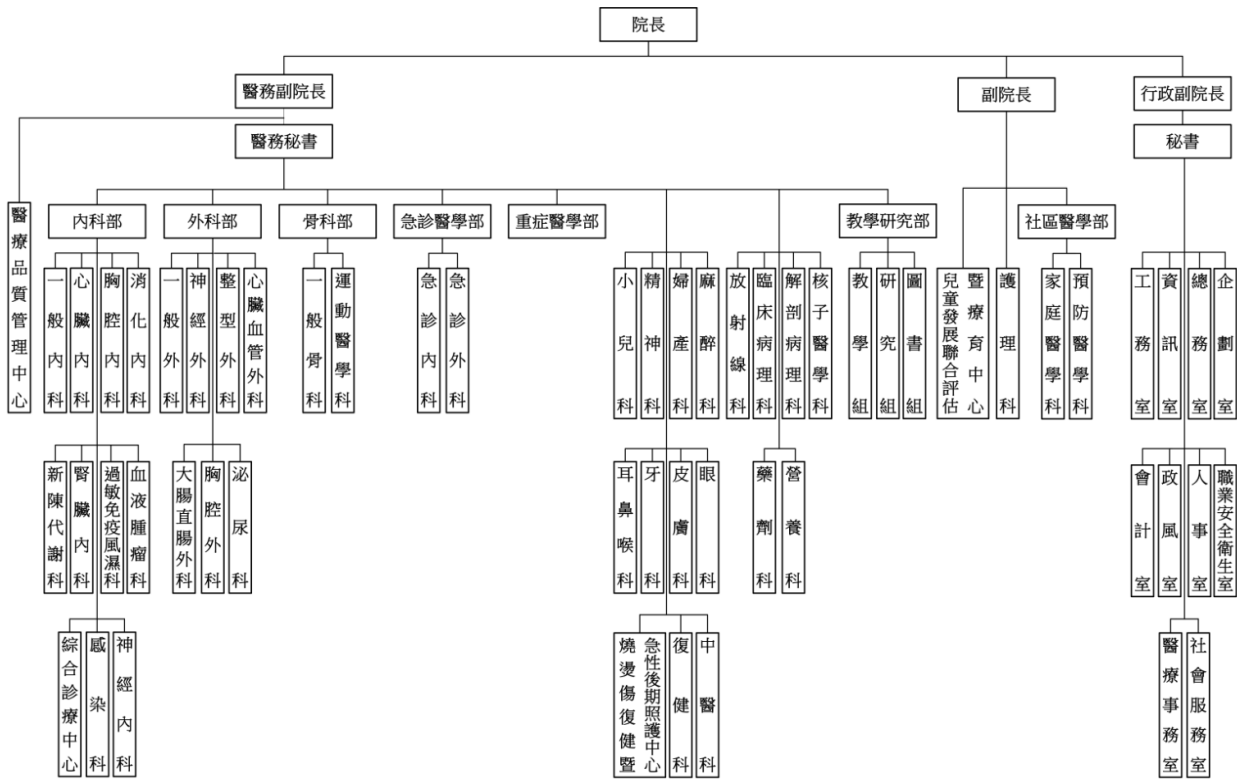 院長
醫務副院長
副院長
行政副院長
醫務秘書
秘書
醫療品質管理中心
內科部
外科部
骨科部
急診醫學部
重症醫學部
教學研究部
社區醫學部
一般內科
心臟內科
胸腔內科
消化內科
一般外科
神經外科
整型外科
心臟血管外科
一般骨科
運動醫學科
急診內科
急診外科
小兒科
精神科
婦產科
麻醉科
放射線科
臨床病理科
解剖病理科
核子醫學科
教學組
研究組
圖書組
兒童發展聯合評估
暨療育中心
護理科
家庭醫學科
預防醫學科
工務室
資訊室
總務室
企劃室
新陳代謝科
腎臟內科
過敏免疫風濕科
血液腫瘤科
大腸直腸外科
胸腔外科
泌尿科
耳鼻喉科
牙科
皮膚科
眼科
藥劑科
營養科
會計室
政風室
人事室
職業安全衛生室
綜合診療中心
感染科
神經內科
燒燙傷復健暨
急性後期照護中心
復健科
中醫科
醫療事務室
社會服務室